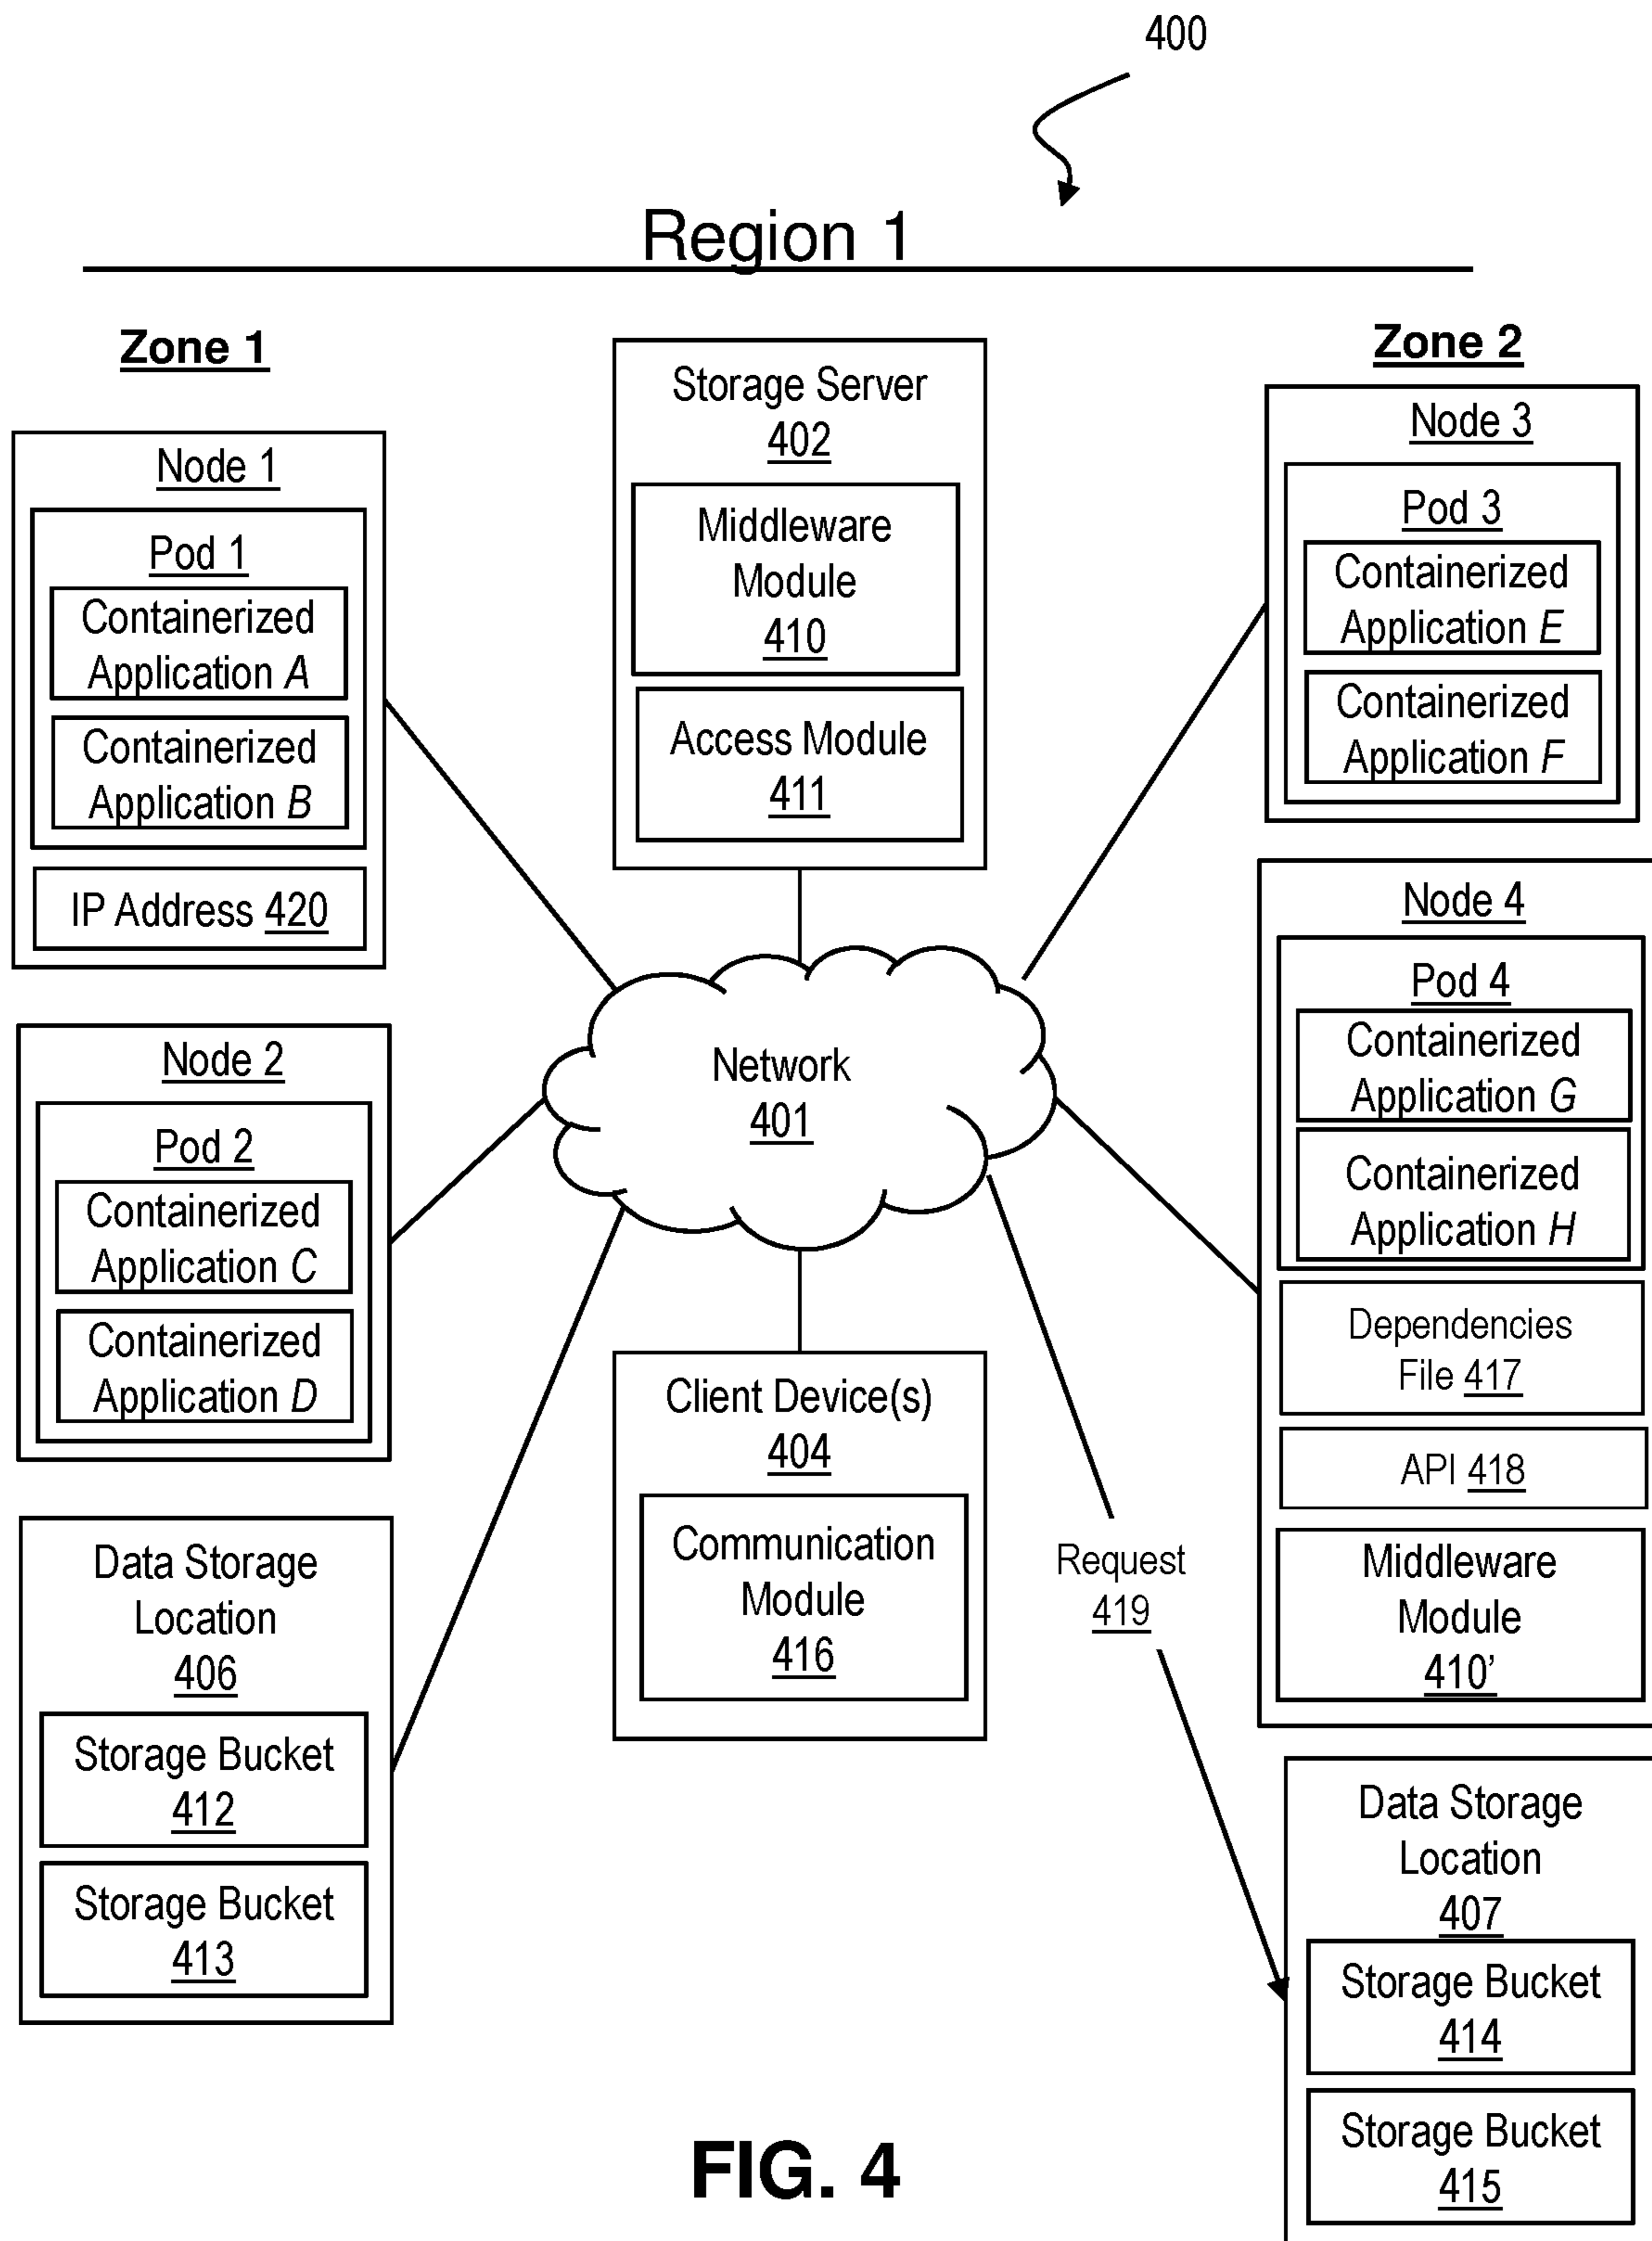 400
Region 1
Zone 1
Node 1
Pod 1
Containerized
Application A
Containerized
Application B
IP Address 420
Node 2
Pod 2
Containerized
Application C
Containerized
Application D
Data Storage
Location
406
Storage Bucket
412
Storage Bucket
413
Storage Server
402
Middleware
Module
410
Access Module
411
Network
401
Client Device(s)
404
Communication
Module
416
Request
419
Zone 2
Node 3
Pod 3
Containerized
Application E
Containerized
Application F
Node 4
Pod 4
Containerized
Application G
Containerized
Application H
Dependencies
File 417
API 418
Middleware
Module
410’
Data Storage
Location
407
Storage Bucket
414
Storage Bucket
415
FIG. 4